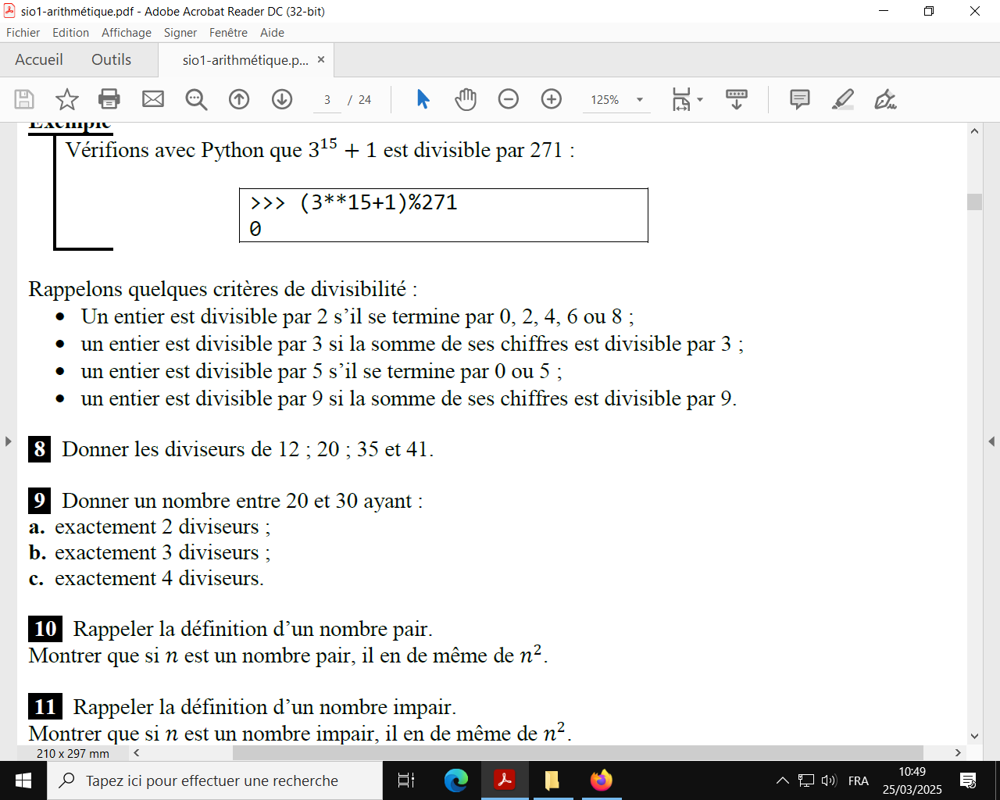 sio1-arithmétique.pdf - Adobe Acrobat Reader DC (32-bit)
Fichier Edition Affichage Signer Fenêtre Aide
Accueil Outils sio1-arithmétique.p... ×
3 / 24 125%
Exemple
Vérifions avec Python que 3¹⁵ + 1 est divisible par 271 :
>>> (3**15+1)%271
0
Rappelons quelques critères de divisibilité :
• Un entier est divisible par 2 s’il se termine par 0, 2, 4, 6 ou 8 ;
• un entier est divisible par 3 si la somme de ses chiffres est divisible par 3 ;
• un entier est divisible par 5 s’il se termine par 0 ou 5 ;
• un entier est divisible par 9 si la somme de ses chiffres est divisible par 9.
8 Donner les diviseurs de 12 ; 20 ; 35 et 41.
9 Donner un nombre entre 20 et 30 ayant :
a. exactement 2 diviseurs ;
b. exactement 3 diviseurs ;
c. exactement 4 diviseurs.
10 Rappeler la définition d’un nombre pair.
Montrer que si n est un nombre pair, il en de même de n².
11 Rappeler la définition d’un nombre impair.
Montrer que si n est un nombre impair, il en de même de n².
210 x 297 mm
Tapez ici pour effectuer une recherche
FRA
10:49
25/03/2025